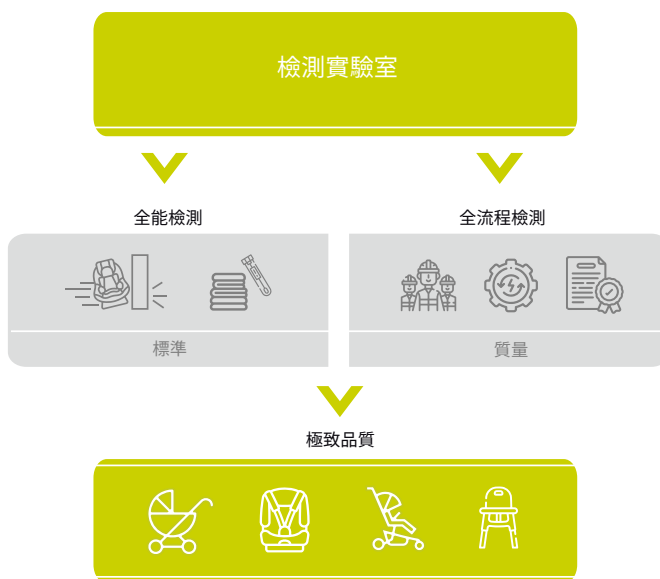 檢測實驗室
全能檢測
全流程檢測
標準
質量
極致品質